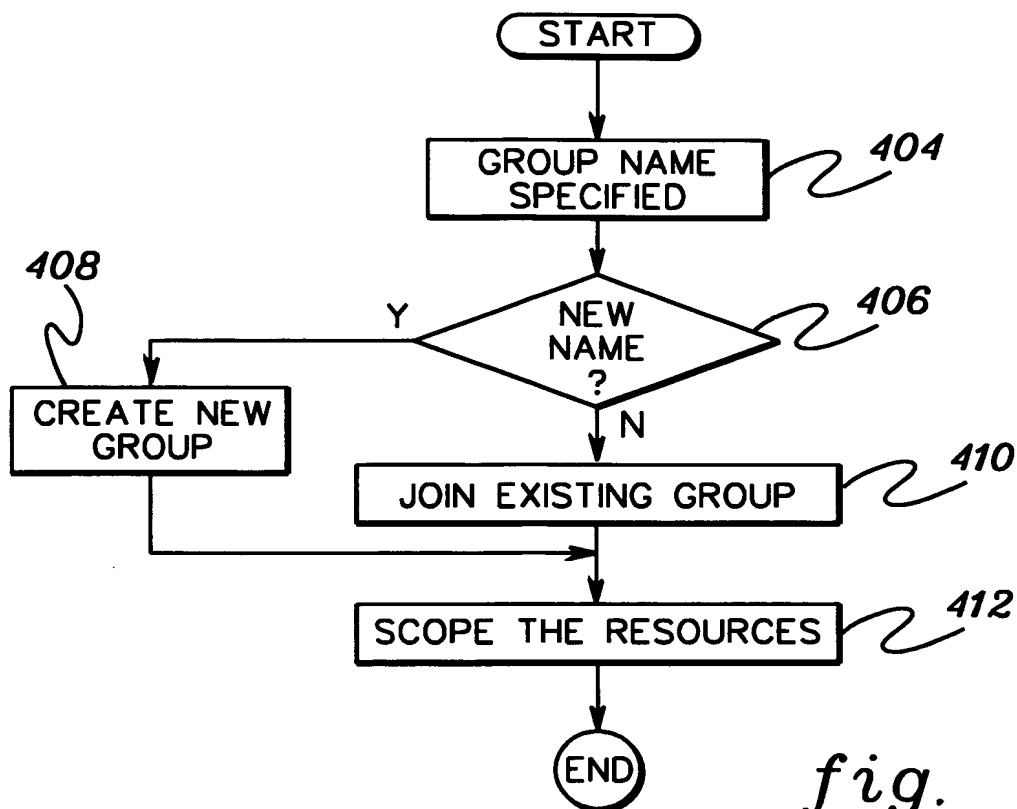 START
GROUP NAME
SPECIFIED
404
408
Y
NEW
NAME
?
406
CREATE NEW
GROUP
N
JOIN EXISTING GROUP
410
SCOPE THE RESOURCES
412
END
fig.